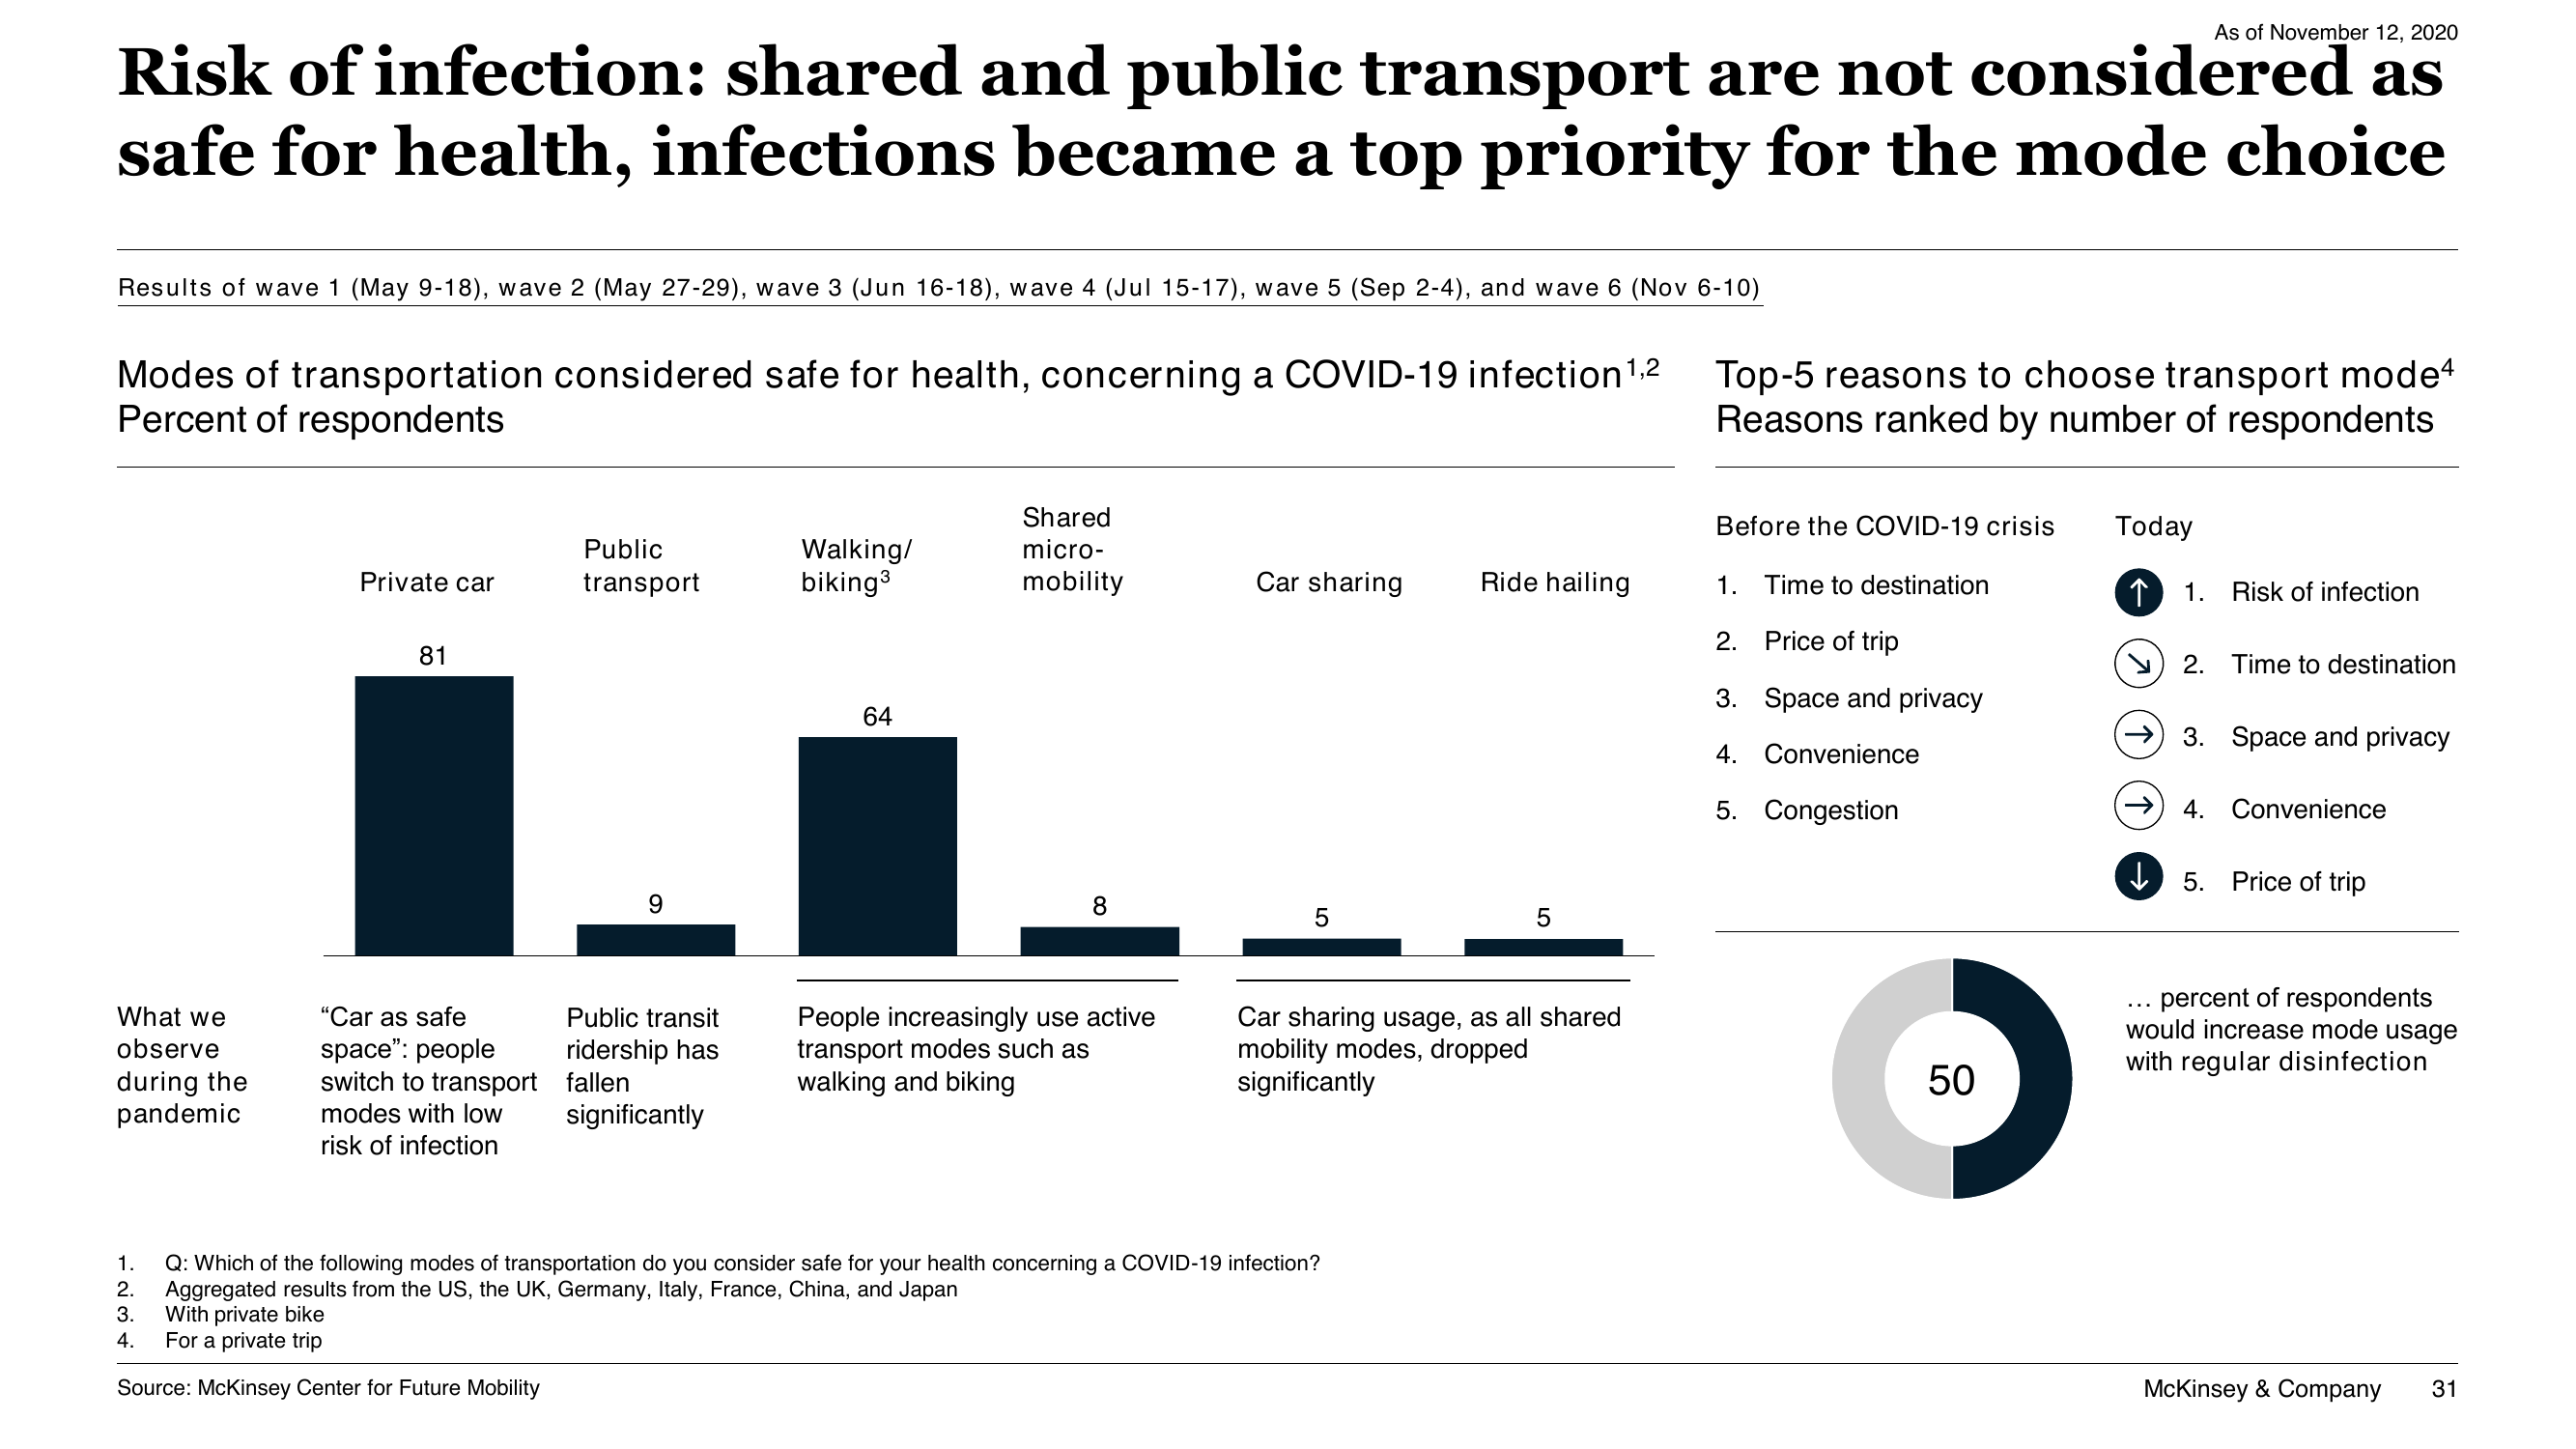 As of November 12, 2020
Risk of infection: shared and public transport are not considered as
safe for health, infections became a top priority for the mode choice
Results of wave 1 (May 9-18), wave 2 (May 27-29), wave 3 (Jun 16-18), wave 4 (Jul 15-17), wave 5 (Sep 2-4), and wave 6 (Nov 6-10)
Modes of transportation considered safe for health, concerning a COVID-19 infection1,2
Percent of respondents
Private car
Public
transport
Walking/
biking3
Shared
micro-
mobility
Car sharing
Ride hailing
81
9
64
8
5
5
What we
observe
during the
pandemic
“Car as safe
space”: people
switch to transport
modes with low
risk of infection
Public transit
ridership has
fallen
significantly
People increasingly use active
transport modes such as
walking and biking
Car sharing usage, as all shared
mobility modes, dropped
significantly
Top-5 reasons to choose transport mode4
Reasons ranked by number of respondents
Before the COVID-19 crisis
1. Time to destination
2. Price of trip
3. Space and privacy
4. Convenience
5. Congestion
Today
1. Risk of infection
2. Time to destination
3. Space and privacy
4. Convenience
5. Price of trip
50
… percent of respondents
would increase mode usage
with regular disinfection
1. Q: Which of the following modes of transportation do you consider safe for your health concerning a COVID-19 infection?
2. Aggregated results from the US, the UK, Germany, Italy, France, China, and Japan
3. With private bike
4. For a private trip
Source: McKinsey Center for Future Mobility
McKinsey & Company 31